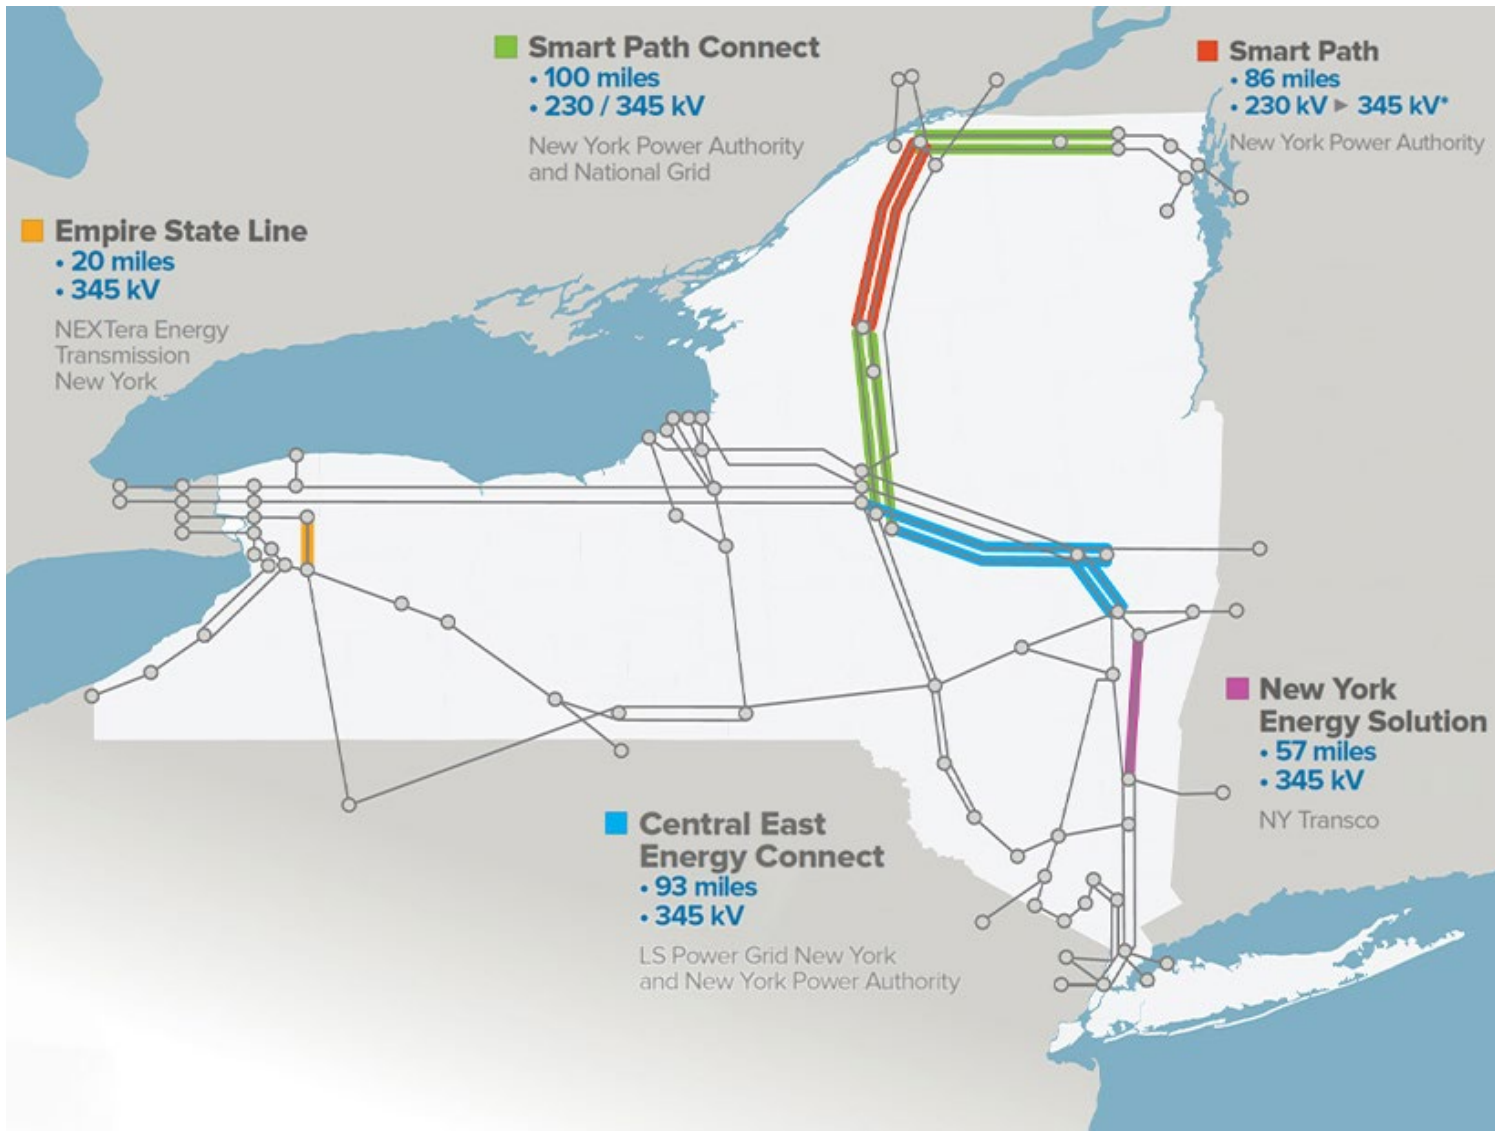 Smart Path Connect
• 100 miles
• 230 / 345 kV
New York Power Authority
and National Grid
Smart Path
• 86 miles
• 230 kV ▶ 345 kV*
New York Power Authority
Empire State Line
• 20 miles
• 345 kV
NEXTera Energy
Transmission
New York
New York
Energy Solution
• 57 miles
• 345 kV
NY Transco
Central East
Energy Connect
• 93 miles
• 345 kV
LS Power Grid New York
and New York Power Authority